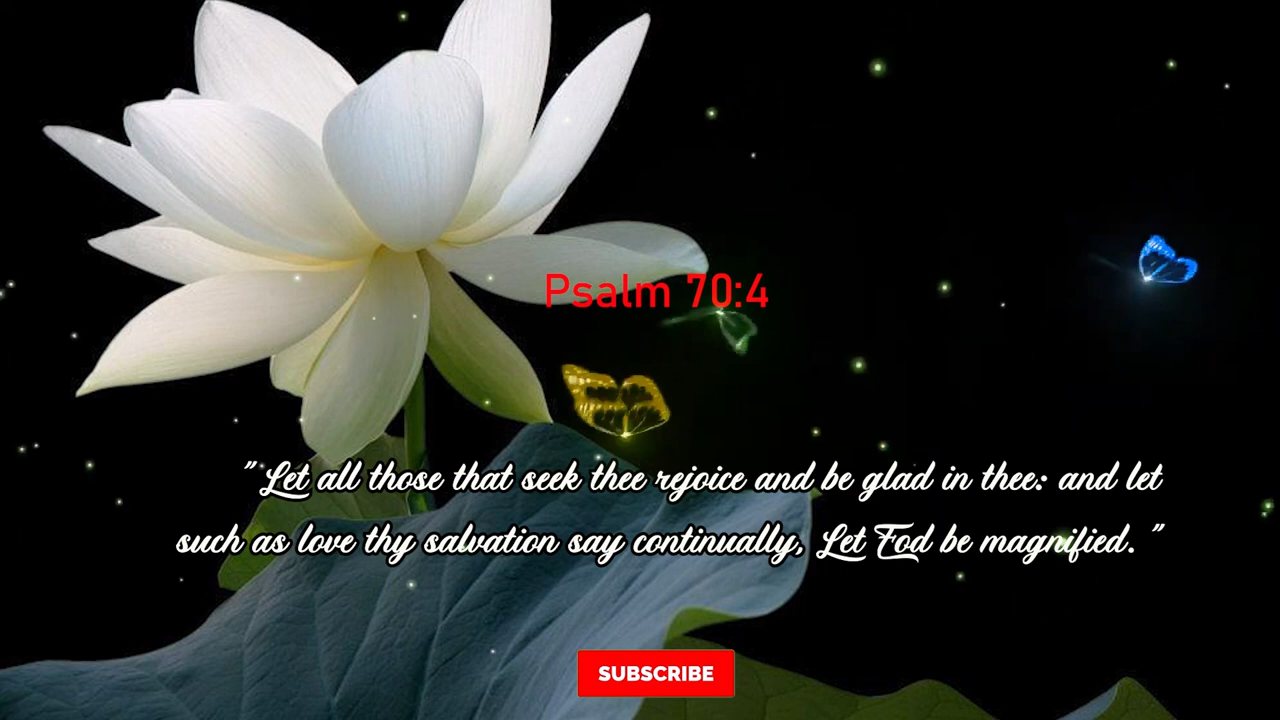 Psalm 70:4
"Let all those that seek thee rejoice and be glad in thee: and let
such as love thy salvation say continually, Let Fod be magnified. "
SUBSCRIBE